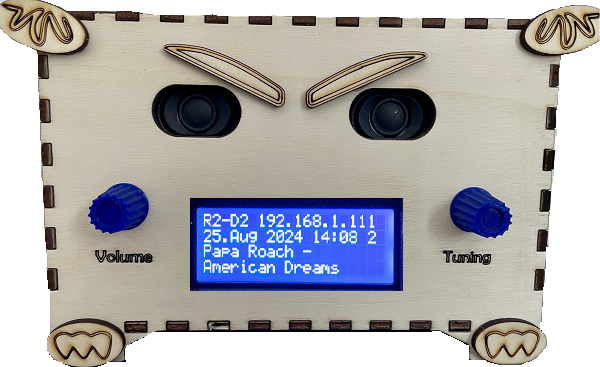 R2-D2 192.168.1.111
25.Aug 2024 14:08 2
Papa Roach -
American Dreams
Volume
Tuning